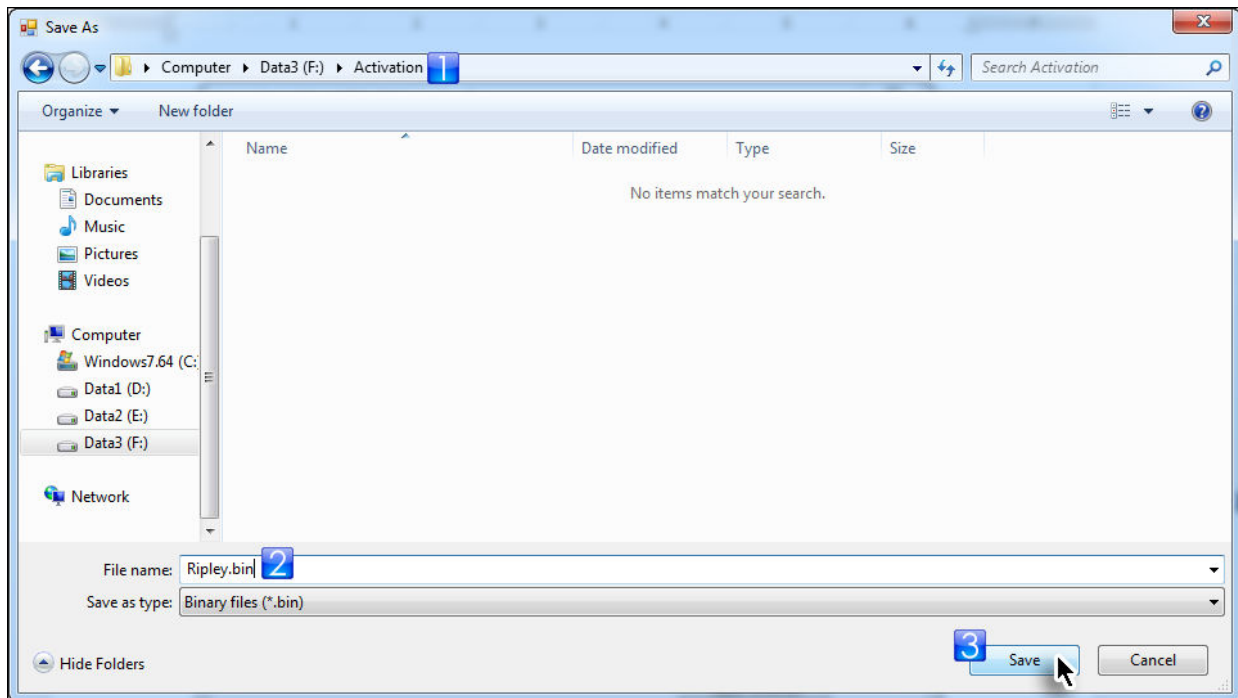 Save As
Computer Data3 (F:) Activation 1 Search Activation
Organize New folder
Name Date modified Type Size
No items match your search.
Libraries
Documents
Music
Pictures
Videos
Computer
Windows7.64 (C:)
Data1 (D:)
Data2 (E:)
Data3 (F:)
Network
File name: Ripley.bin 2
Save as type: Binary files (*.bin)
Hide Folders 3 Save Cancel